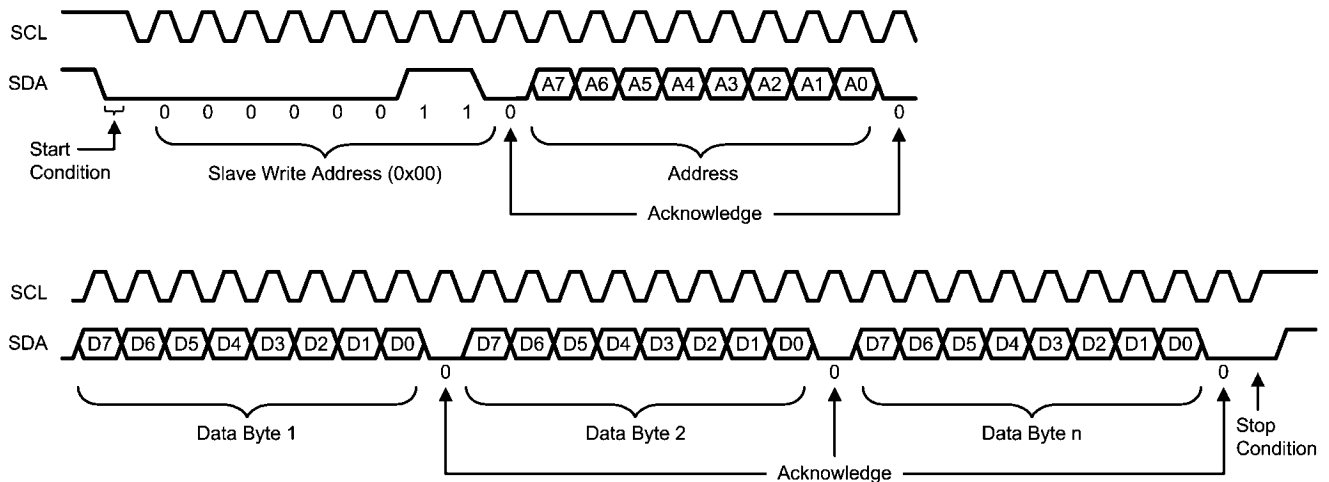 SCL
SDA A7 A6 A5 A4 A3 A2 A1 A0
0 0 0 0 0 0 1 1 0 0
Start
Condition
Slave Write Address (0x00) Address
Acknowledge
SCL
SDA D7 D6 D5 D4 D3 D2 D1 D0 D7 D6 D5 D4 D3 D2 D1 D0 D7 D6 D5 D4 D3 D2 D1 D0
0 0 0
Data Byte 1 Data Byte 2 Data Byte n
Stop
Condition
Acknowledge